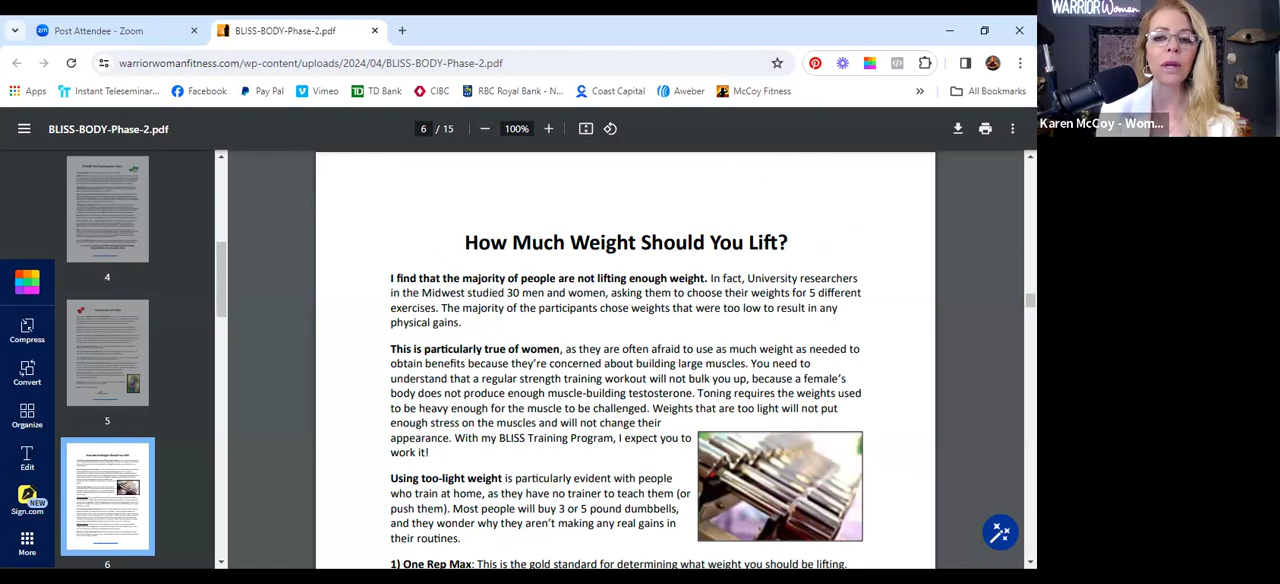 Post Attendee - Zoom
BLISS-BODY-Phase-2.pdf
warriorwomanfitness.com/wp-content/uploads/2024/04/BLISS-BODY-Phase-2.pdf
Apps
Instant Teleseminar...
Facebook
Pay Pal
Vimeo
TD Bank
CIBC
RBC Royal Bank - N...
Coast Capital
Aweber
McCoy Fitness
All Bookmarks
BLISS-BODY-Phase-2.pdf
6 / 15
100%
WARRIOR Woman
Karen McCoy - Wom...
4
5
6
Compress
Convert
Organize
Edit
NEW
Sign.com
More
How Much Weight Should You Lift?
I find that the majority of people are not lifting enough weight. In fact, University researchers
in the Midwest studied 30 men and women, asking them to choose their weights for 5 different
exercises. The majority of the participants chose weights that were too low to result in any
physical gains.
This is particularly true of women, as they are often afraid to use as much weight as needed to
obtain benefits because they're concerned about building large muscles. You need to
understand that a regular strength training workout will not bulk you up, because a female's
body does not produce enough muscle-building testosterone. Toning requires the weights used
to be heavy enough for the muscle to be challenged. Weights that are too light will not put
enough stress on the muscles and will not change their
appearance. With my BLISS Training Program, I expect you to
work it!
Using too-light weight is particularly evident with people
who train at home, as they have no trainer to teach them (or
push them). Most people will buy 3 or 5 pound dumbbells,
and they wonder why they aren't making any real gains in
their routines.
1) One Rep Max: This is the gold standard for determining what weight you should be lifting.